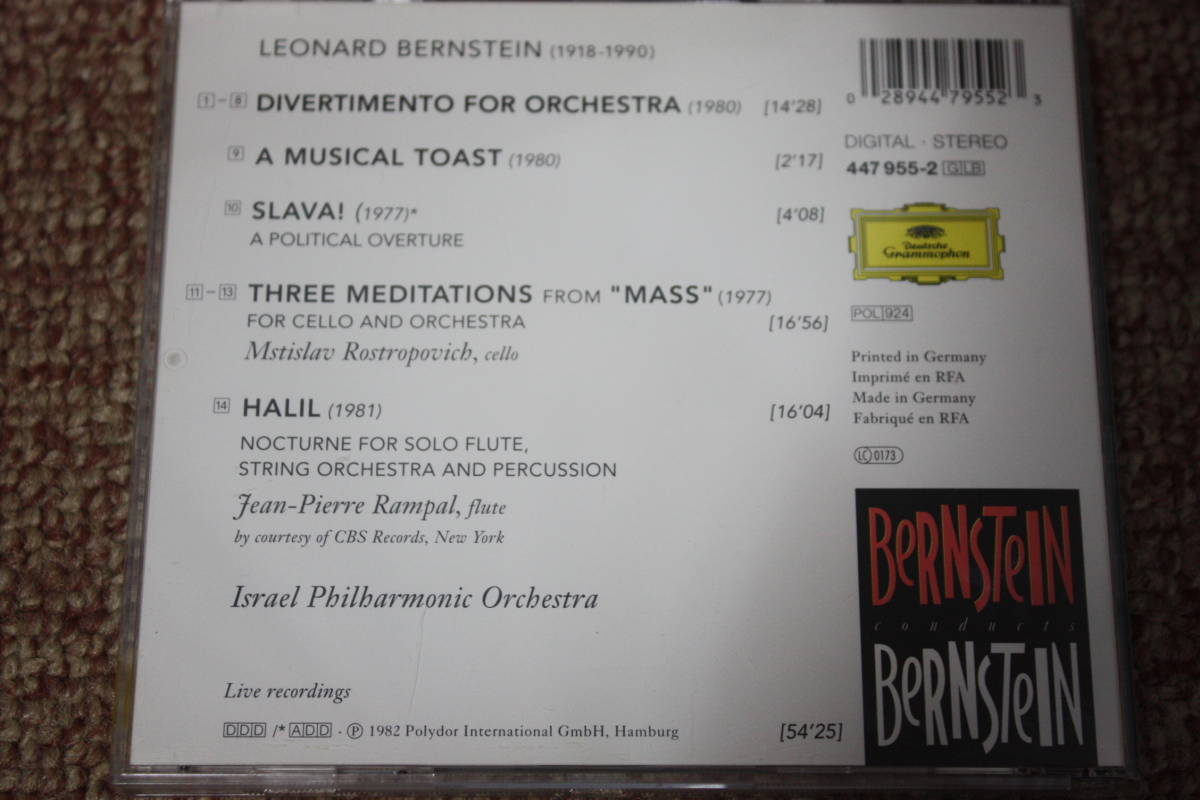 LEONARD BERNSTEIN (1918-1990)
1 - 8 DIVERTIMENTO FOR ORCHESTRA (1980) [14'28]
9 A MUSICAL TOAST (1980) [2'17]
10 SLAVA! (1977)* [4'08]
A POLITICAL OVERTURE
11 - 13 THREE MEDITATIONS FROM "MASS" (1977)
FOR CELLO AND ORCHESTRA [16'56]
Mstislav Rostropovich, cello
14 HALIL (1981) [16'04]
NOCTURNE FOR SOLO FLUTE,
STRING ORCHESTRA AND PERCUSSION
Jean-Pierre Rampal, flute
by courtesy of CBS Records, New York
Israel Philharmonic Orchestra
Live recordings
DDD /* ADD · ℗ 1982 Polydor International GmbH, Hamburg [54'25]
0 28944 79552 3
DIGITAL · STEREO
447 955-2 G LB
Deutsche
Grammophon
POL 924
Printed in Germany
Imprimé en RFA
Made in Germany
Fabriqué en RFA
LC 0173
BERNSTEIN
conducts
BERNSTEIN